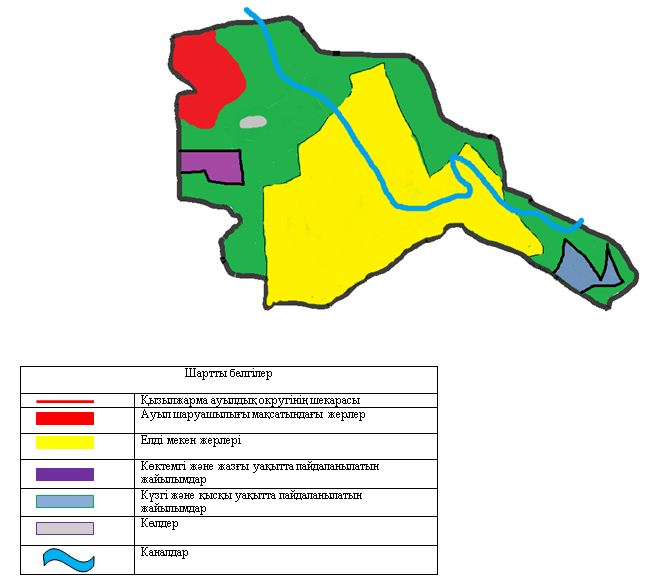 Шартты белгілер
Қызылжарма ауылдық округінің шекарасы
Ауыл шаруашылығы мақсатындағы жерлер
Елді мекен жерлері
Көктемгі және жазғы уақытта пайдаланылатын
жайылымдар
Күзгі және қысқы уақытта пайдаланылатын
жайылымдар
Көлдер
Каналдар